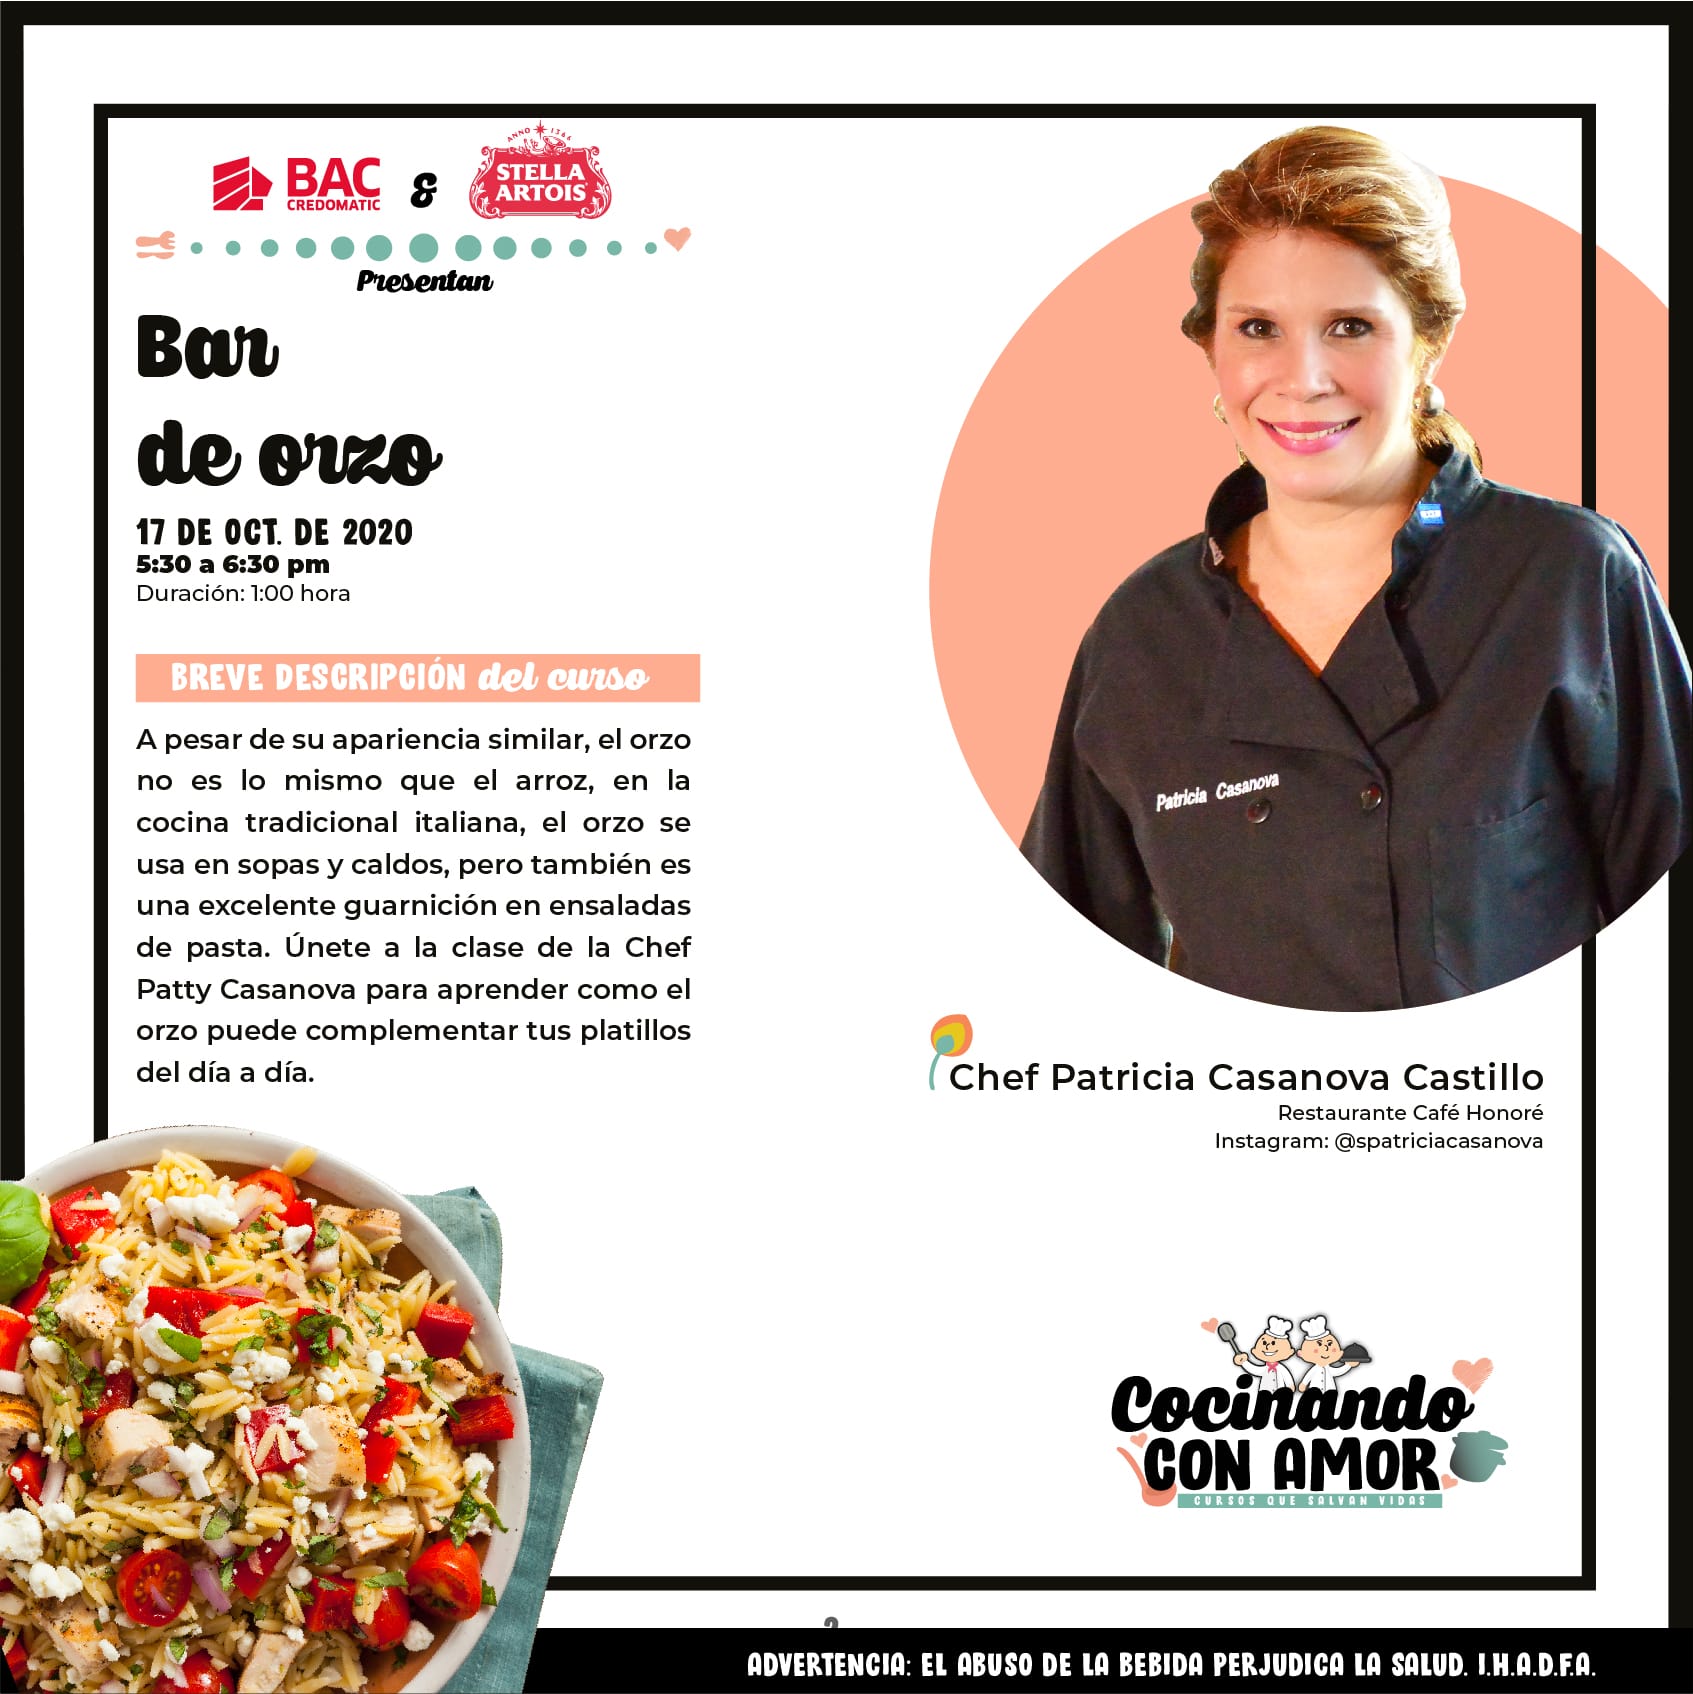 BAC
CREDOMATIC
&
ANNO 1366
STELLA
ARTOIS
Presentan
Bar
de orzo
17 DE OCT. DE 2020
5:30 a 6:30 pm
Duración: 1:00 hora
BREVE DESCRIPCIÓN del curso
A pesar de su apariencia similar, el orzo
no es lo mismo que el arroz, en la
cocina tradicional italiana, el orzo se
usa en sopas y caldos, pero también es
una excelente guarnición en ensaladas
de pasta. Únete a la clase de la Chef
Patty Casanova para aprender como el
orzo puede complementar tus platillos
del día a día.
Patricia Casanova
Chef Patricia Casanova Castillo
Restaurante Café Honoré
Instagram: @spatriciacasanova
Cocinando
CON AMOR
CURSOS QUE SALVAN VIDAS
ADVERTENCIA: EL ABUSO DE LA BEBIDA PERJUDICA LA SALUD. I.H.A.D.F.A.